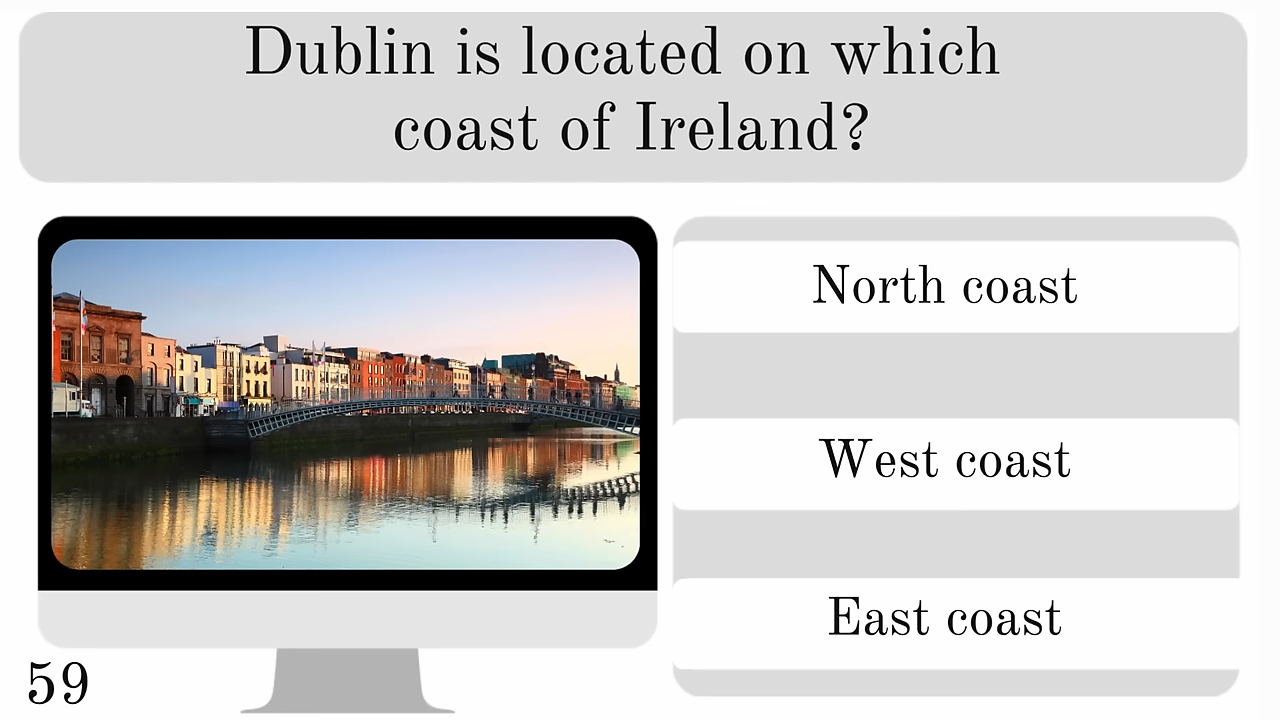 Dublin is located on which
coast of Ireland?
North coast
West coast
East coast
59